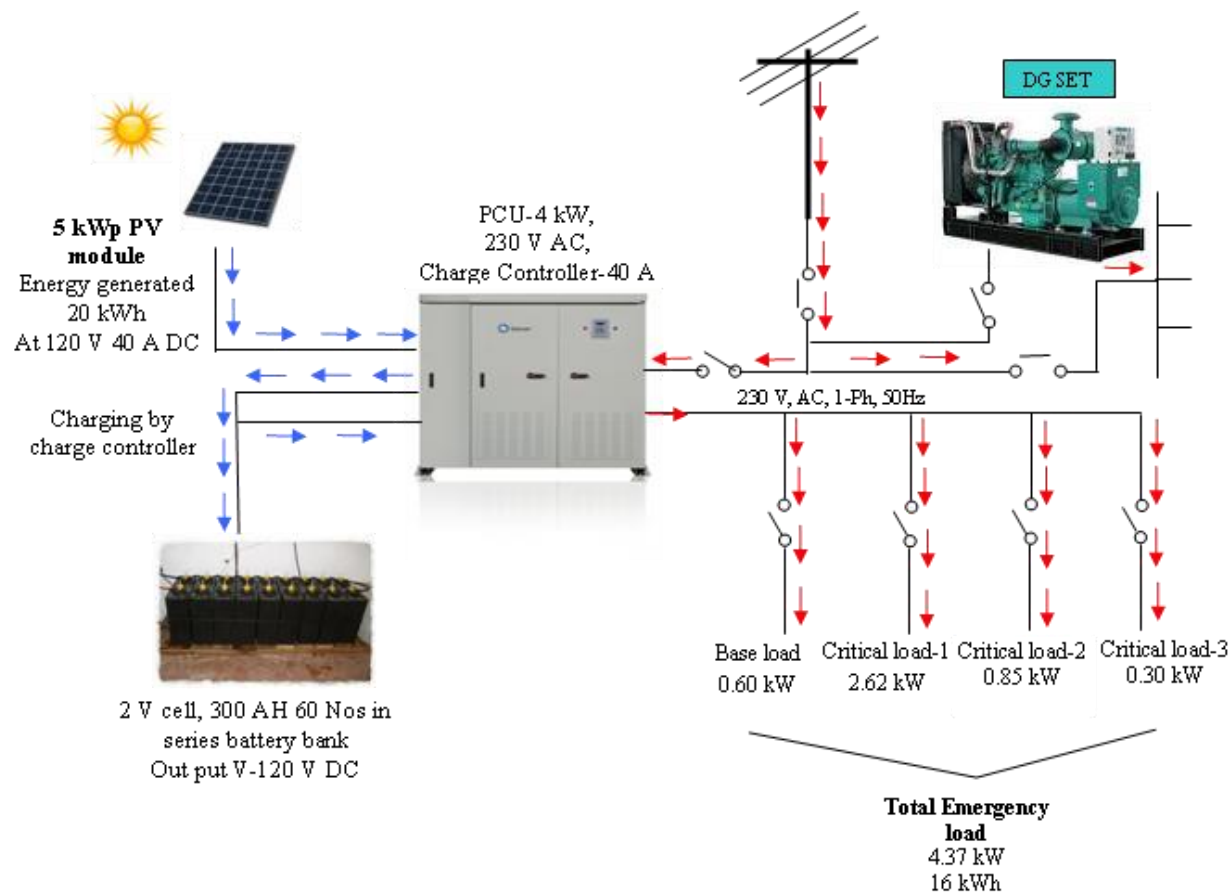 DG SET
5 kWp PV
module
Energy generated
20 kWh
At 120 V 40 A DC
PCU-4 kW,
230 V AC,
Charge Controller-40 A
Charging by
charge controller
230 V, AC, 1-Ph, 50Hz
Base load
0.60 kW
Critical load-1
2.62 kW
Critical load-2
0.85 kW
Critical load-3
0.30 kW
2 V cell, 300 AH 60 Nos in
series battery bank
Out put V-120 V DC
Total Emergency
load
4.37 kW
16 kWh